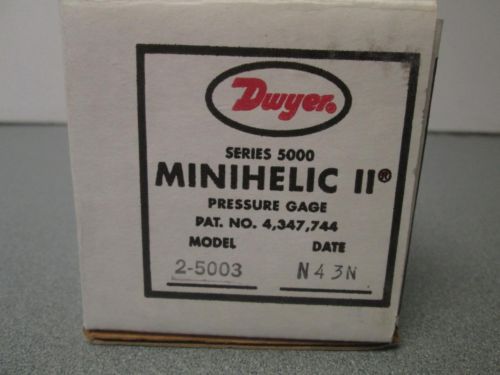 Dwyer®
SERIES 5000
MINIHELIC II®
PRESSURE GAGE
PAT. NO. 4,347,744
MODEL DATE
2-5003 N43N